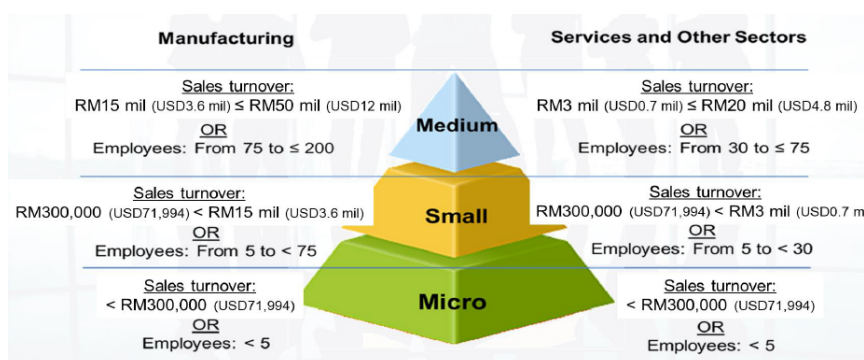 Manufacturing
Services and Other Sectors
Sales turnover:
RM15 mil (USD3.6 mil) ≤ RM50 mil (USD12 mil)
OR
Employees: From 75 to ≤ 200
Medium
Sales turnover:
RM3 mil (USD0.7 mil) ≤ RM20 mil (USD4.8 mil)
OR
Employees: From 30 to ≤ 75
Sales turnover:
RM300,000 (USD71,994) < RM15 mil (USD3.6 mil)
OR
Employees: From 5 to < 75
Small
Sales turnover:
RM300,000 (USD71,994) < RM3 mil (USD0.7 m
OR
Employees: From 5 to < 30
Sales turnover:
< RM300,000 (USD71,994)
OR
Employees: < 5
Micro
Sales turnover:
< RM300,000 (USD71,994)
OR
Employees: < 5